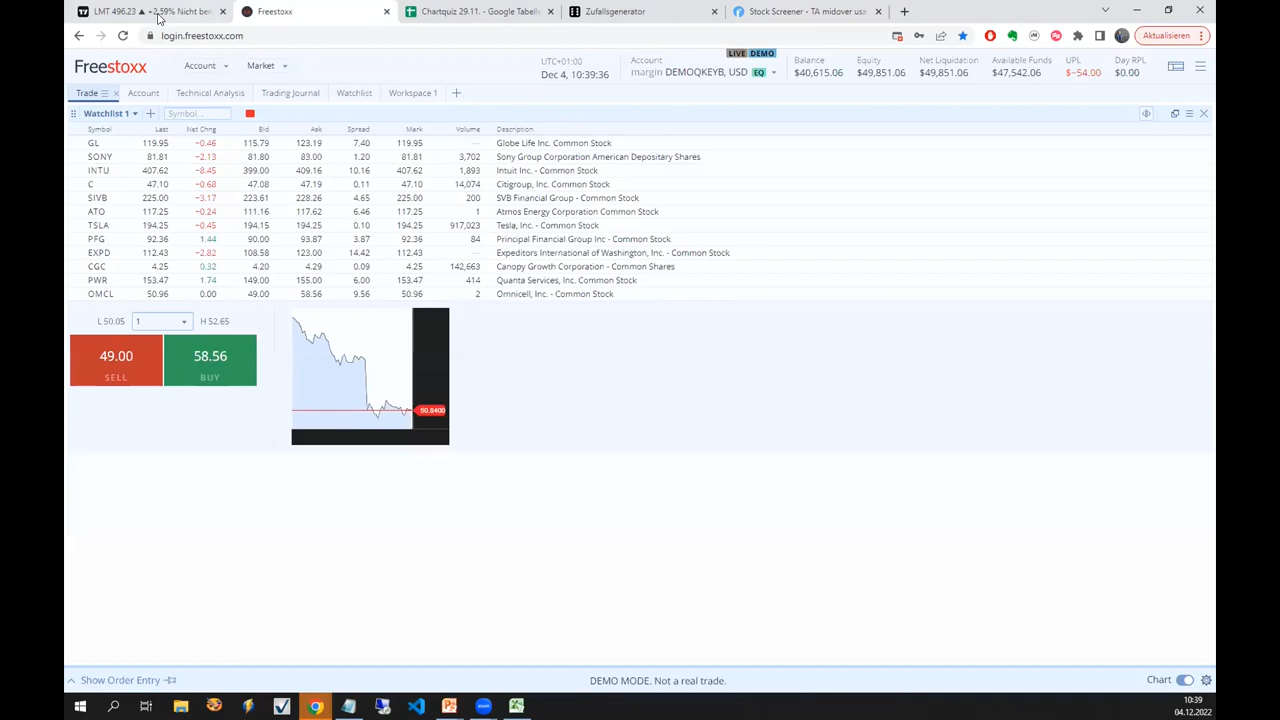 LMT 496.23 ▲ +2.59% Nicht ber
Freestoxx
Chartquiz 29.11. - Google Tabelle
Zufallsgenerator
Stock Screener - TA midover usa
login.freestoxx.com
Aktualisieren
Freestoxx
Account
Market
UTC+01:00
Dec 4, 10:39:36
LIVE DEMO
Account
margin DEMOQKEYB, USD EQ
Balance
$40,615.06
Equity
$49,851.06
Net Liquidation
$49,851.06
Available Funds
$47,542.06
UPL
$−54.00
Day RPL
$0.00
Trade
Account
Technical Analysis
Trading Journal
Watchlist
Workspace 1
Watchlist 1
Symbol...
Symbol Last Net Chng Bid Ask Spread Mark Volume Description
GL 119.95 −0.46 115.79 123.19 7.40 119.95 — Globe Life Inc. Common Stock
SONY 81.81 −2.13 81.80 83.00 1.20 81.81 3,702 Sony Group Corporation American Depositary Shares
INTU 407.62 −8.45 399.00 409.16 10.16 407.62 1,893 Intuit Inc. - Common Stock
C 47.10 −0.68 47.08 47.19 0.11 47.10 14,074 Citigroup, Inc. Common Stock
SIVB 225.00 −3.17 223.61 228.26 4.65 225.00 200 SVB Financial Group - Common Stock
ATO 117.25 −0.24 111.16 117.62 6.46 117.25 1 Atmos Energy Corporation Common Stock
TSLA 194.25 −0.45 194.15 194.25 0.10 194.25 917,023 Tesla, Inc. - Common Stock
PFG 92.36 1.44 90.00 93.87 3.87 92.36 84 Principal Financial Group Inc - Common Stock
EXPD 112.43 −2.82 108.58 123.00 14.42 112.43 — Expeditors International of Washington, Inc. - Common Stock
CGC 4.25 0.32 4.20 4.29 0.09 4.25 142,663 Canopy Growth Corporation - Common Shares
PWR 153.47 1.74 149.00 155.00 6.00 153.47 414 Quanta Services, Inc. Common Stock
OMCL 50.96 0.00 49.00 58.56 9.56 50.96 2 Omnicell, Inc. - Common Stock
L 50.05 1 H 52.65
49.00
SELL
58.56
BUY
50.8400
Show Order Entry
DEMO MODE. Not a real trade.
Chart
10:39
04.12.2022